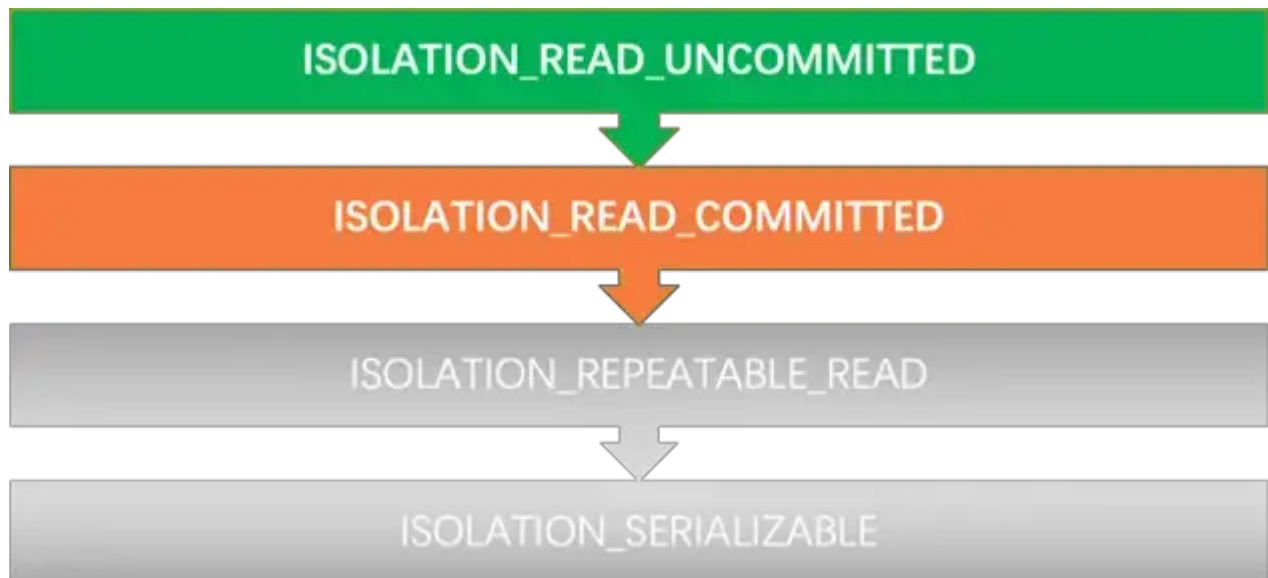 ISOLATION_READ_UNCOMMITTED
ISOLATION_READ_COMMITTED
ISOLATION_REPEATABLE_READ
ISOLATION_SERIALIZABLE